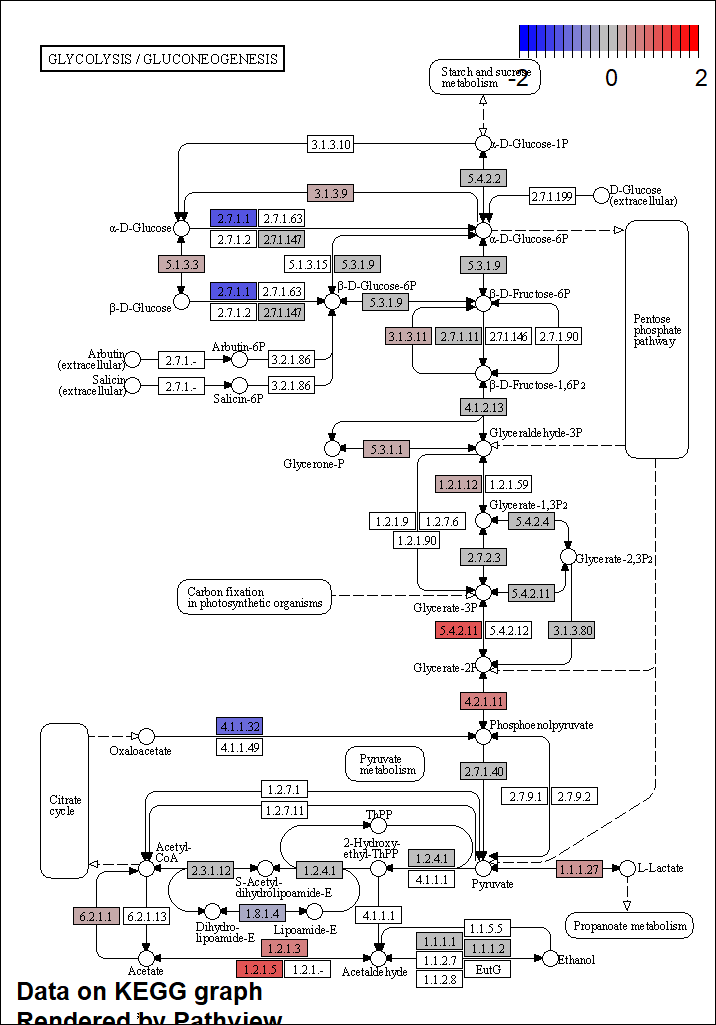 GLYCOLYSIS / GLUCONEOGENESIS
-2 0 2
Starch and sucrose
metabolism
3.1.3.10
α-D-Glucose-1P
5.4.2.2
3.1.3.9
2.7.1.199
D-Glucose
(extracellular)
2.7.1.1 2.7.1.63
α-D-Glucose
2.7.1.2 2.7.1.147
α-D-Glucose-6P
5.1.3.3
5.1.3.15 5.3.1.9
5.3.1.9
β-D-Glucose-6P
2.7.1.1 2.7.1.63
β-D-Glucose
2.7.1.2 2.7.1.147
5.3.1.9
β-D-Fructose-6P
Pentose
phosphate
pathway
3.1.3.11 2.7.1.11 2.7.1.146 2.7.1.90
Arbutin
(extracellular)
2.7.1.-
Arbutin-6P
3.2.1.86
Salicin
(extracellular)
2.7.1.-
Salicin-6P
3.2.1.86
β-D-Fructose-1,6P2
4.1.2.13
Glyceraldehyde-3P
5.3.1.1
Glycerone-P
1.2.1.12 1.2.1.59
Glycerate-1,3P2
1.2.1.9 1.2.7.6
1.2.1.90
5.4.2.4
2.7.2.3
Glycerate-2,3P2
Carbon fixation
in photosynthetic organisms
5.4.2.11
Glycerate-3P
5.4.2.11 5.4.2.12
3.1.3.80
Glycerate-2P
4.2.1.11
4.1.1.32
Phosphoenolpyruvate
Oxaloacetate
4.1.1.49
Pyruvate
metabolism
2.7.1.40
Citrate
cycle
1.2.7.1
2.7.9.1 2.7.9.2
1.2.7.11
ThPP
Acetyl-
CoA
2-Hydroxy-
ethyl-ThPP
2.3.1.12
1.2.4.1
1.2.4.1
4.1.1.1
S-Acetyl-
dihydrolipoamide-E
Pyruvate
1.1.1.27
L-Lactate
6.2.1.1 6.2.1.13
1.8.1.4
Dihydro-
lipoamide-E
Lipoamide-E
4.1.1.1
Propanoate metabolism
1.1.5.5
1.2.1.3
1.1.1.1 1.1.1.2
1.1.2.7 EutG
1.1.2.8
Ethanol
Acetate
1.2.1.5 1.2.1.-
Acetaldehyde
Data on KEGG graph
Rendered by Pathview